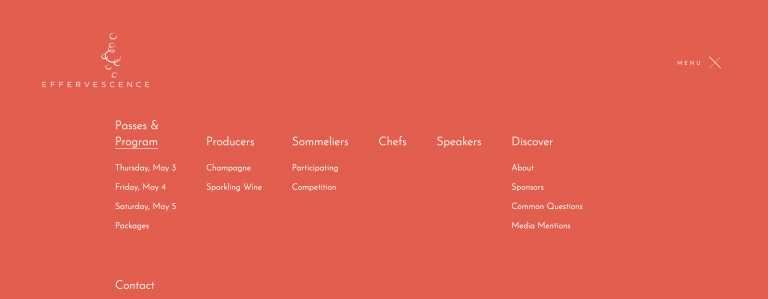 EFFERVESCENCE
MENU
Passes &
Program
Thursday, May 3
Friday, May 4
Saturday, May 5
Packages
Producers
Champagne
Sparkling Wine
Sommeliers
Participating
Competition
Chefs
Speakers
Discover
About
Sponsors
Common Questions
Media Mentions
Contact